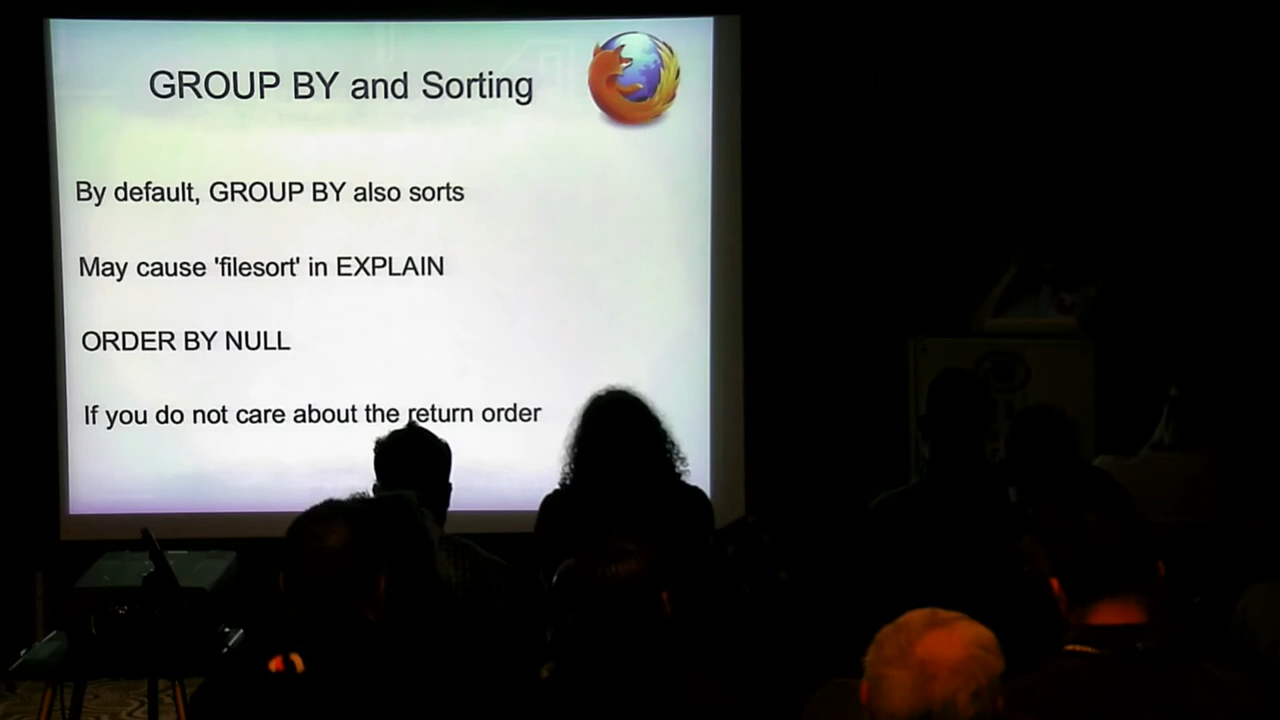 GROUP BY and Sorting
By default, GROUP BY also sorts
May cause 'filesort' in EXPLAIN
ORDER BY NULL
If you do not care about the return order